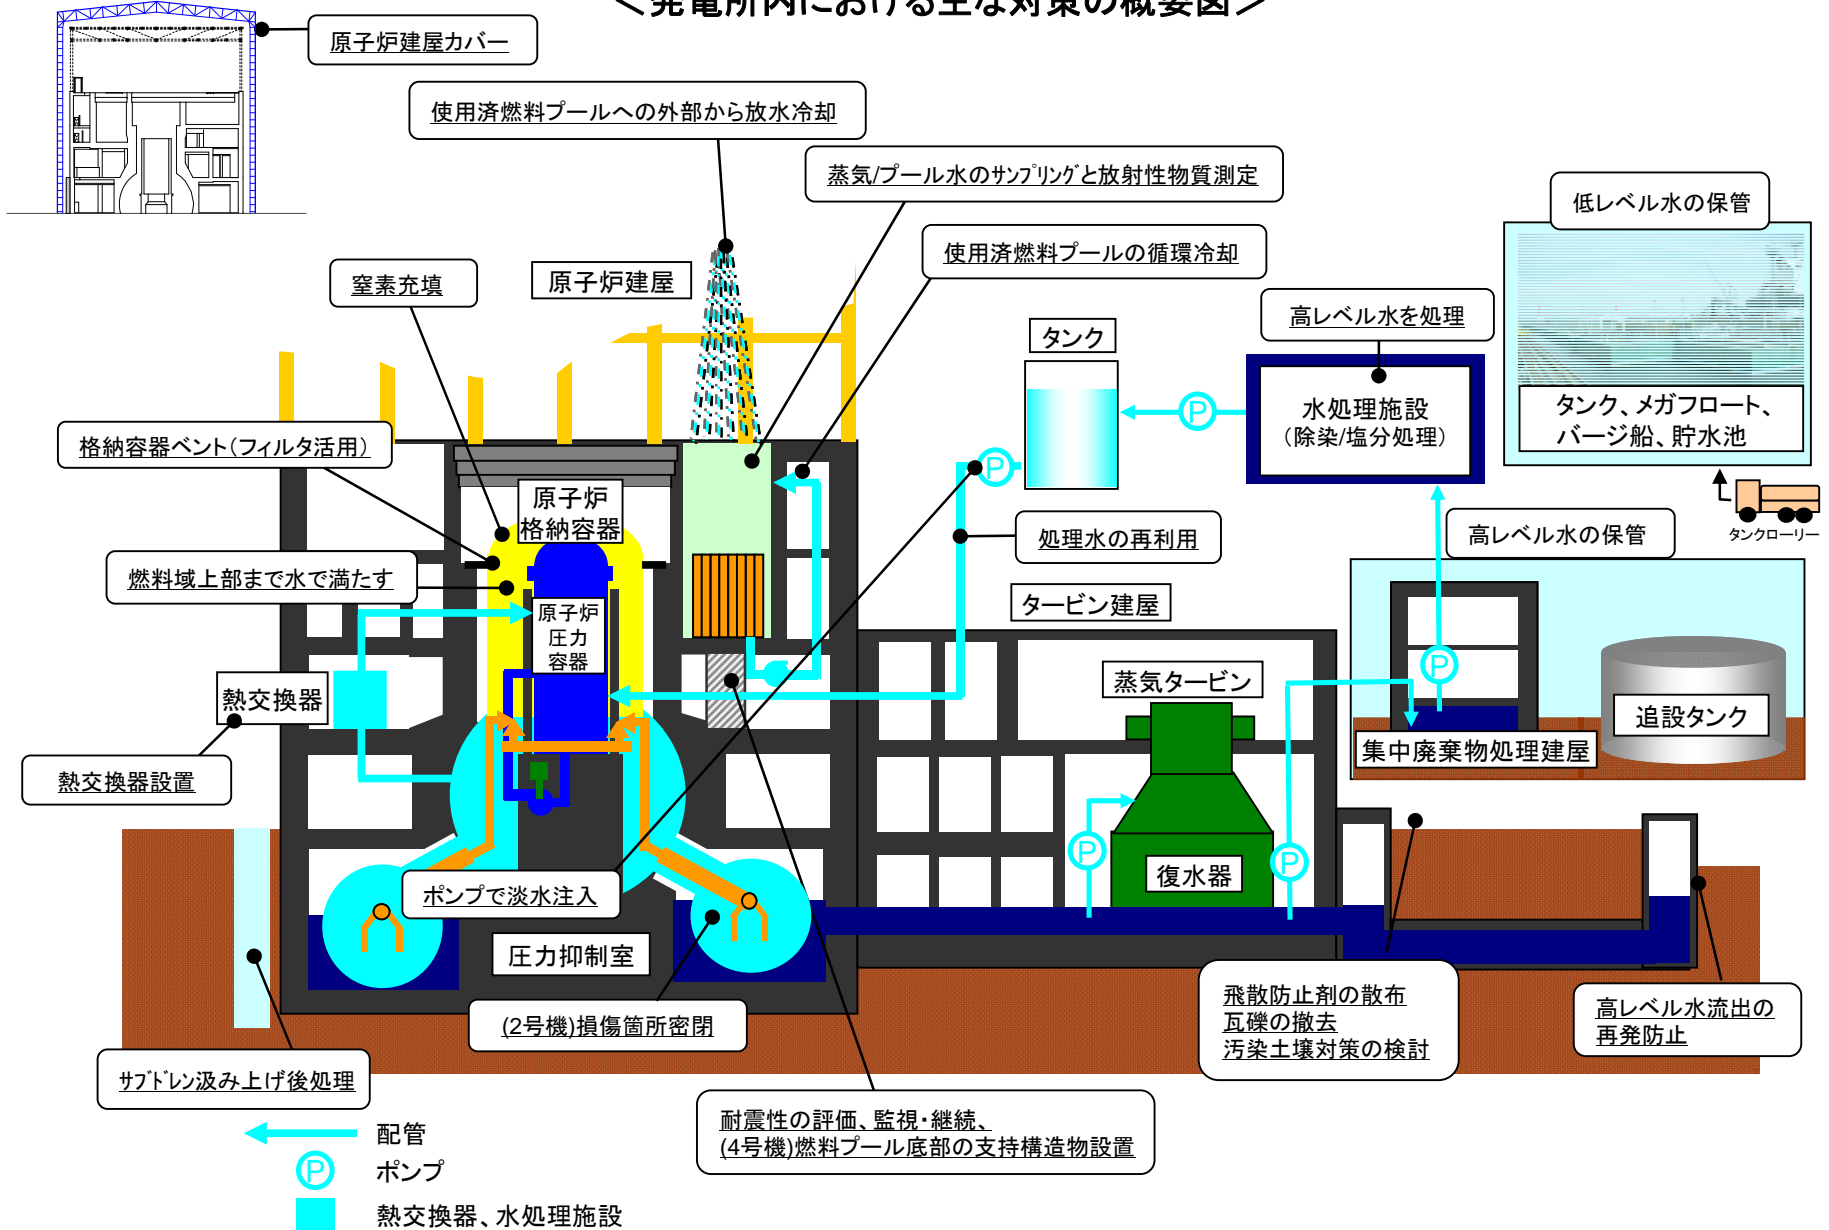 ＜発電所内における主な対策の概要図＞
原子炉建屋カバー
使用済燃料プールへの外部から放水冷却
蒸気/プール水のｻﾝﾌﾟﾘﾝｸﾞと放射性物質測定
低レベル水の保管
使用済燃料プールの循環冷却
窒素充填
原子炉建屋
高レベル水を処理
タンク
水処理施設
（除染/塩分処理）
タンク、メガフロート、
バージ船、貯水池
格納容器ベント（フィルタ活用）
原子炉
格納容器
P
P
処理水の再利用
高レベル水の保管
タンクローリー
燃料域上部まで水で満たす
原子炉
圧力
容器
タービン建屋
熱交換器
蒸気タービン
P
追設タンク
集中廃棄物処理建屋
熱交換器設置
P
P
復水器
ポンプで淡水注入
圧力抑制室
(2号機)損傷箇所密閉
飛散防止剤の散布
瓦礫の撤去
汚染土壌対策の検討
高レベル水流出の
再発防止
ｻﾌﾞﾄﾞﾚﾝ汲み上げ後処理
耐震性の評価、監視・継続、
(4号機)燃料プール底部の支持構造物設置
配管
P
ポンプ
熱交換器、水処理施設